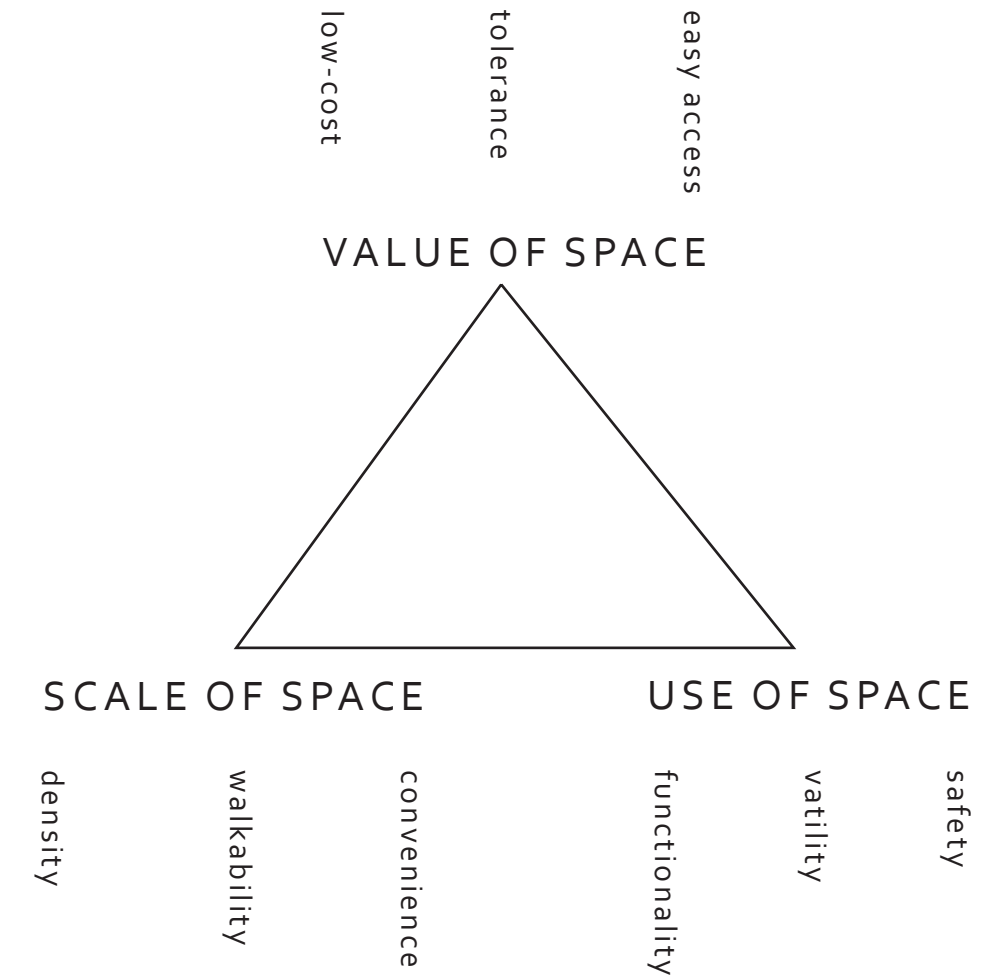 low-cost
tolerance
easy access
VALUE OF SPACE
SCALE OF SPACE
USE OF SPACE
density
walkability
convenience
functionality
vatility
safety